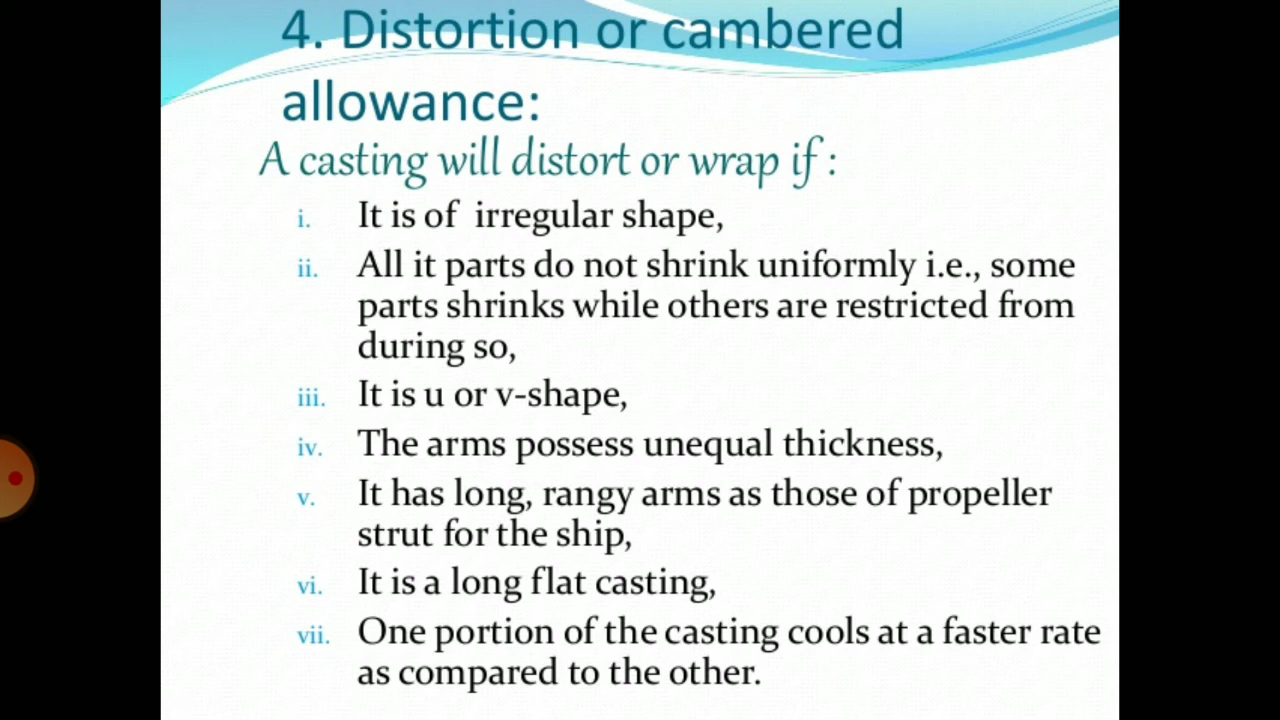 4. Distortion or cambered
allowance:
A casting will distort or wrap if :
i. It is of irregular shape,
ii. All it parts do not shrink uniformly i.e., some
parts shrinks while others are restricted from
during so,
iii. It is u or v-shape,
iv. The arms possess unequal thickness,
v. It has long, rangy arms as those of propeller
strut for the ship,
vi. It is a long flat casting,
vii. One portion of the casting cools at a faster rate
as compared to the other.